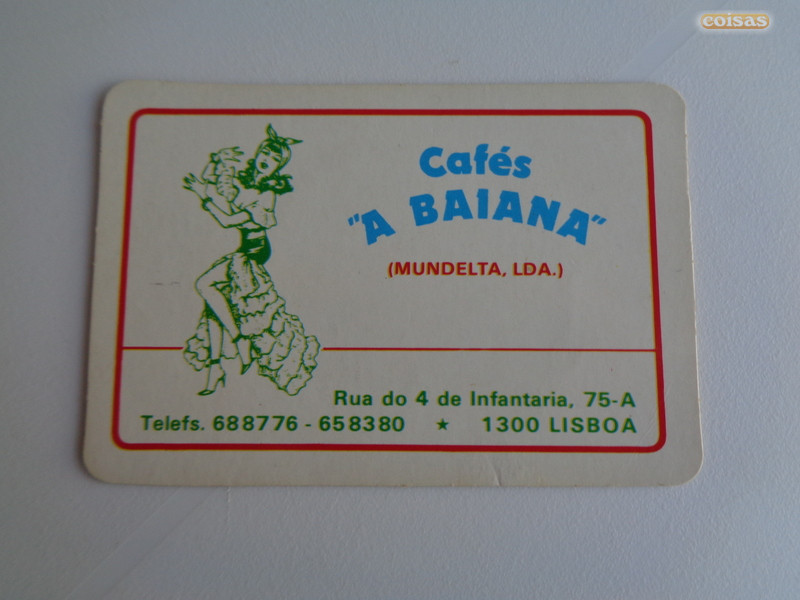 coisas
Cafés
"A BAIANA"
(MUNDELTA, LDA.)
Rua do 4 de Infantaria, 75-A
Telefs. 688776 - 658380 ★ 1300 LISBOA